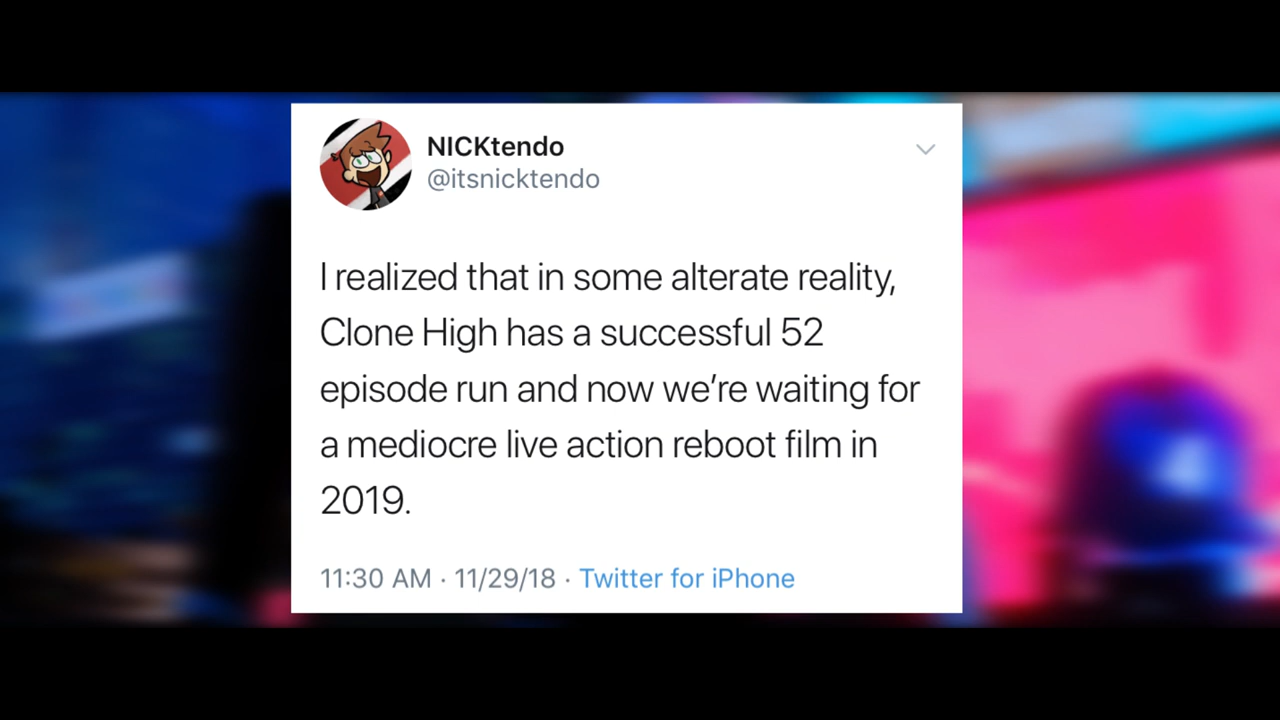 NICKtendo
@itsnicktendo
I realized that in some alterate reality,
Clone High has a successful 52
episode run and now we’re waiting for
a mediocre live action reboot film in
2019.
11:30 AM · 11/29/18 · Twitter for iPhone